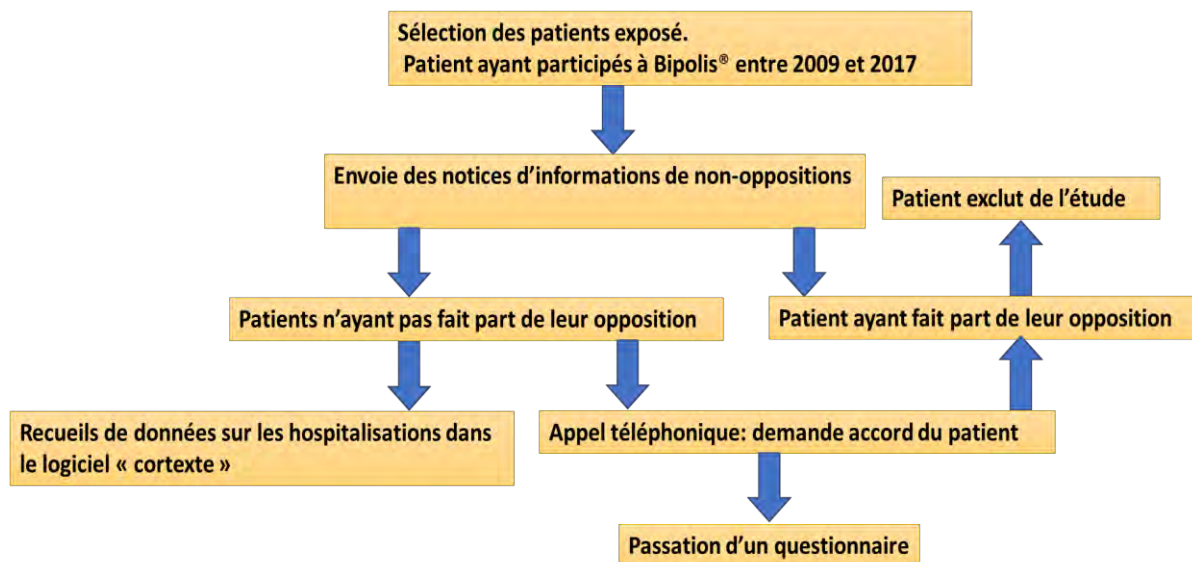 Sélection des patients exposé.
Patient ayant participés à Bipolis® entre 2009 et 2017
Envoie des notices d’informations de non-oppositions
Patient exclut de l’étude
Patients n’ayant pas fait part de leur opposition
Patient ayant fait part de leur opposition
Recueils de données sur les hospitalisations dans
le logiciel « cortexte »
Appel téléphonique: demande accord du patient
Passation d’un questionnaire